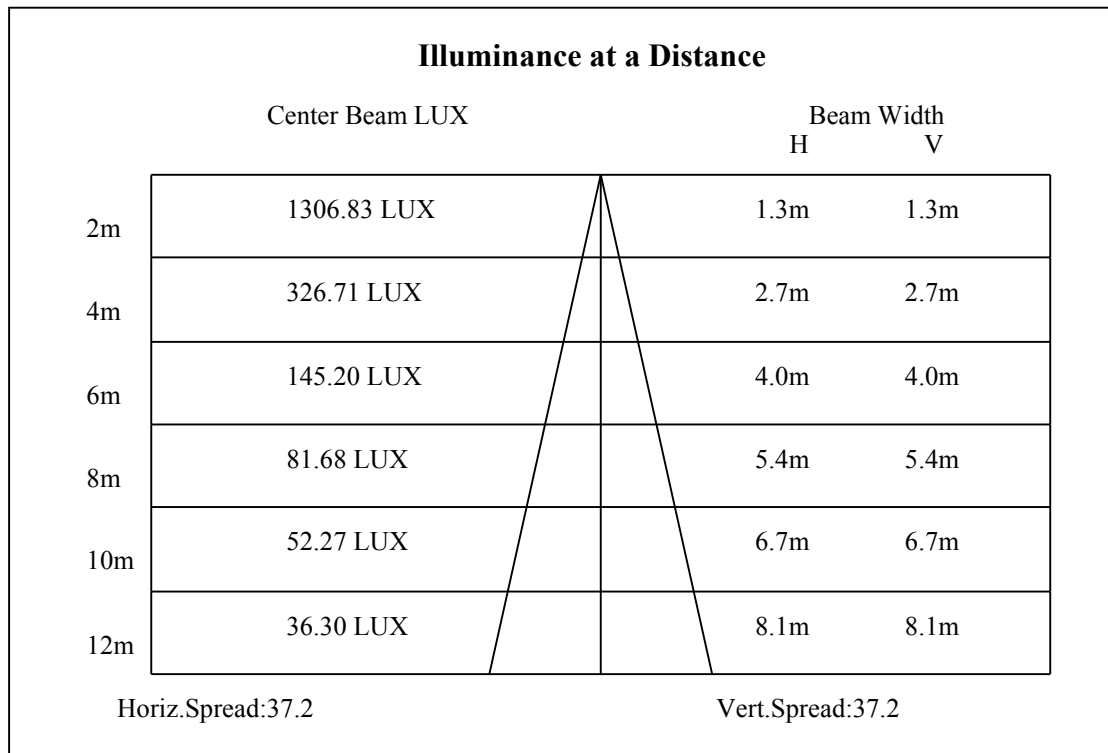 Illuminance at a Distance
Center Beam LUX Beam Width
H V
2m 1306.83 LUX 1.3m 1.3m
4m 326.71 LUX 2.7m 2.7m
6m 145.20 LUX 4.0m 4.0m
8m 81.68 LUX 5.4m 5.4m
10m 52.27 LUX 6.7m 6.7m
12m 36.30 LUX 8.1m 8.1m
Horiz.Spread:37.2 Vert.Spread:37.2